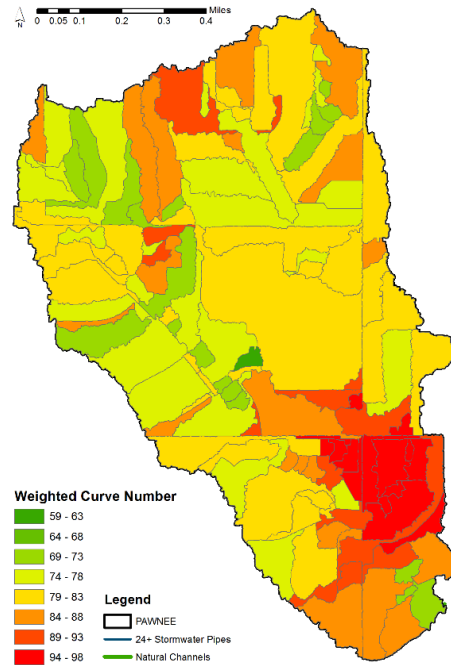 N
Miles
0 0.05 0.1 0.2 0.3 0.4
Weighted Curve Number
59 - 63
64 - 68
69 - 73
74 - 78
79 - 83
84 - 88
89 - 93
94 - 98
Legend
PAWNEE
24+ Stormwater Pipes
Natural Channels